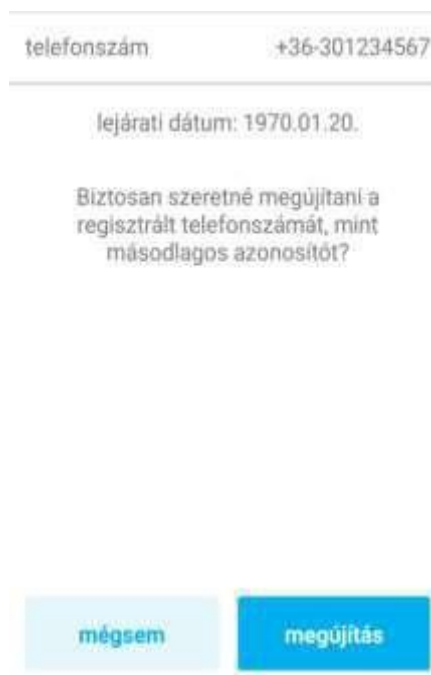 telefonszám +36-301234567
lejárati dátum: 1970.01.20.
Biztosan szeretné megújítani a
regisztrált telefonszámát, mint
másodlagos azonosítót?
mégsem megújítás